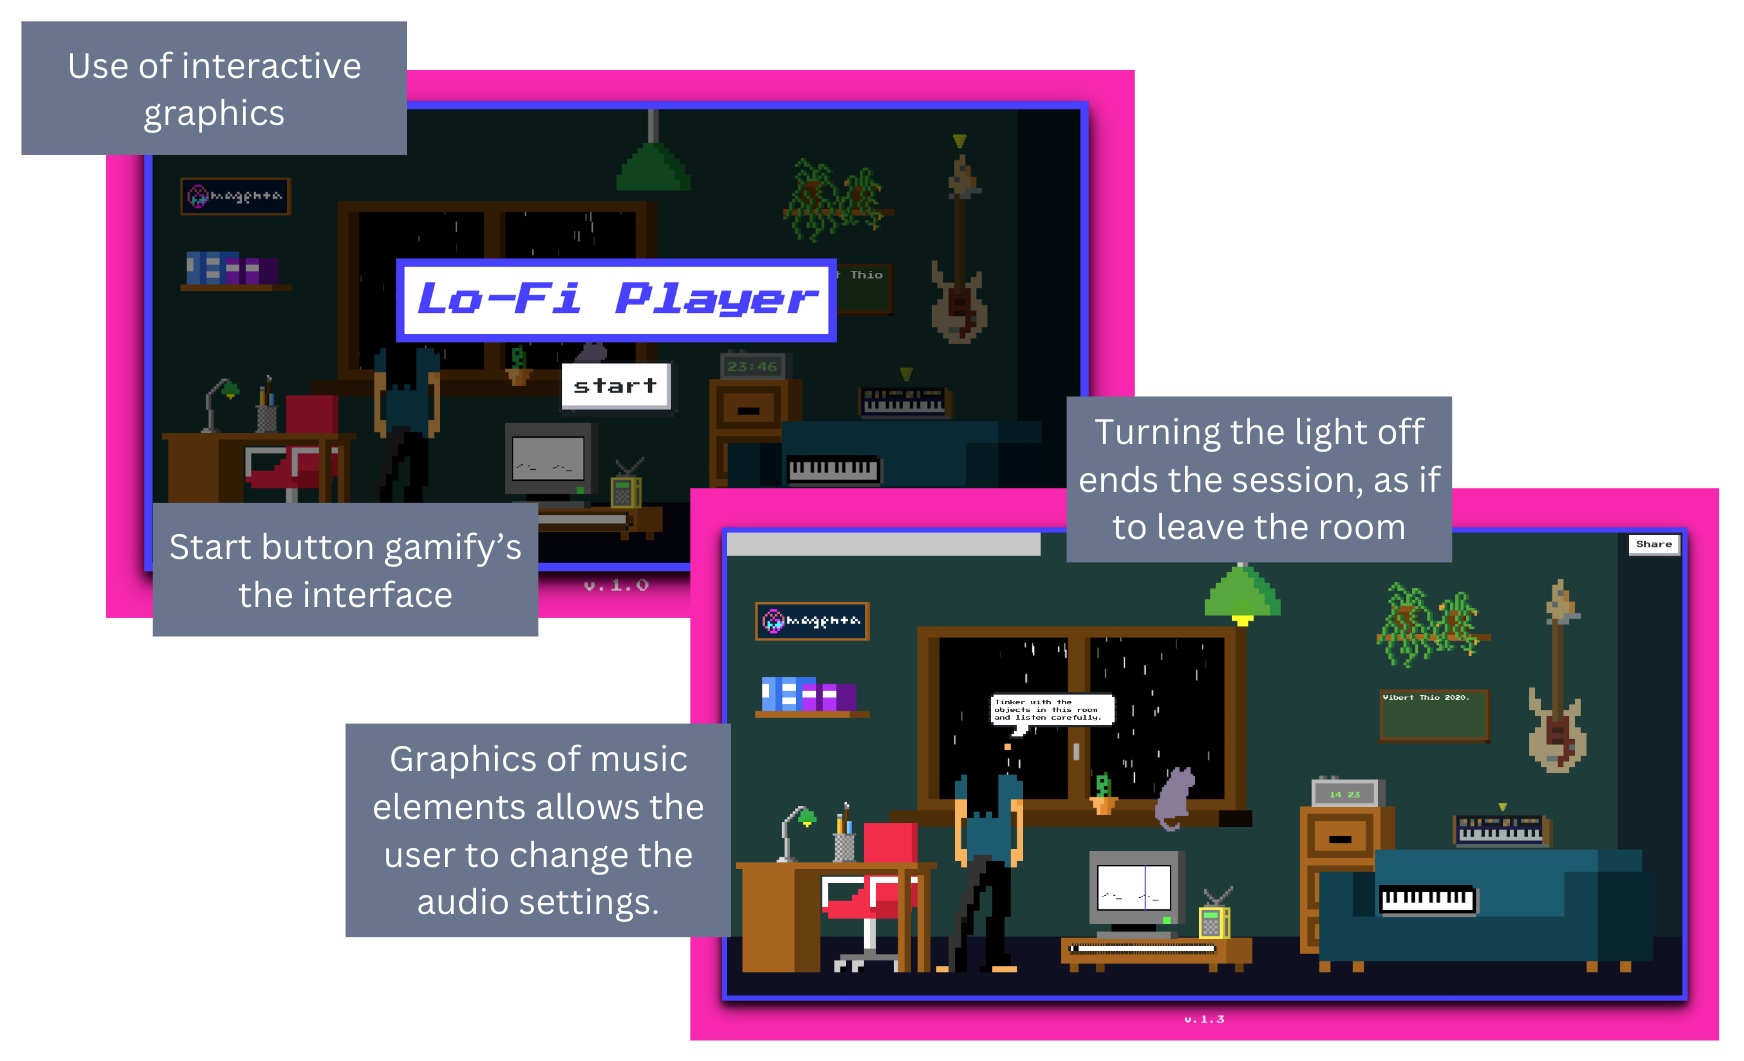 Use of interactive
graphics
magenta
t Thio
Lo-Fi Player
23:46
start
Start button gamify’s
the interface
v.1.0
Turning the light off
ends the session, as if
to leave the room
Share
magenta
Tinker with the
objects in this room
and listen carefully.
Vibert Thio 2020.
14 23
Graphics of music
elements allows the
user to change the
audio settings.
v.1.3